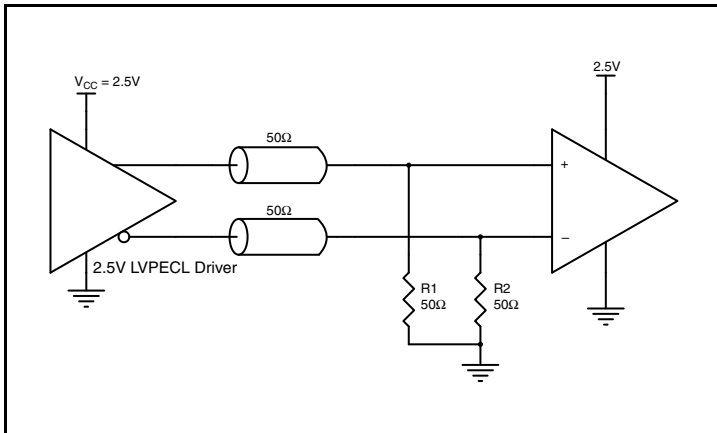 V_CC = 2.5V
2.5V
50Ω
+
50Ω
–
2.5V LVPECL Driver
R1
50Ω
R2
50Ω